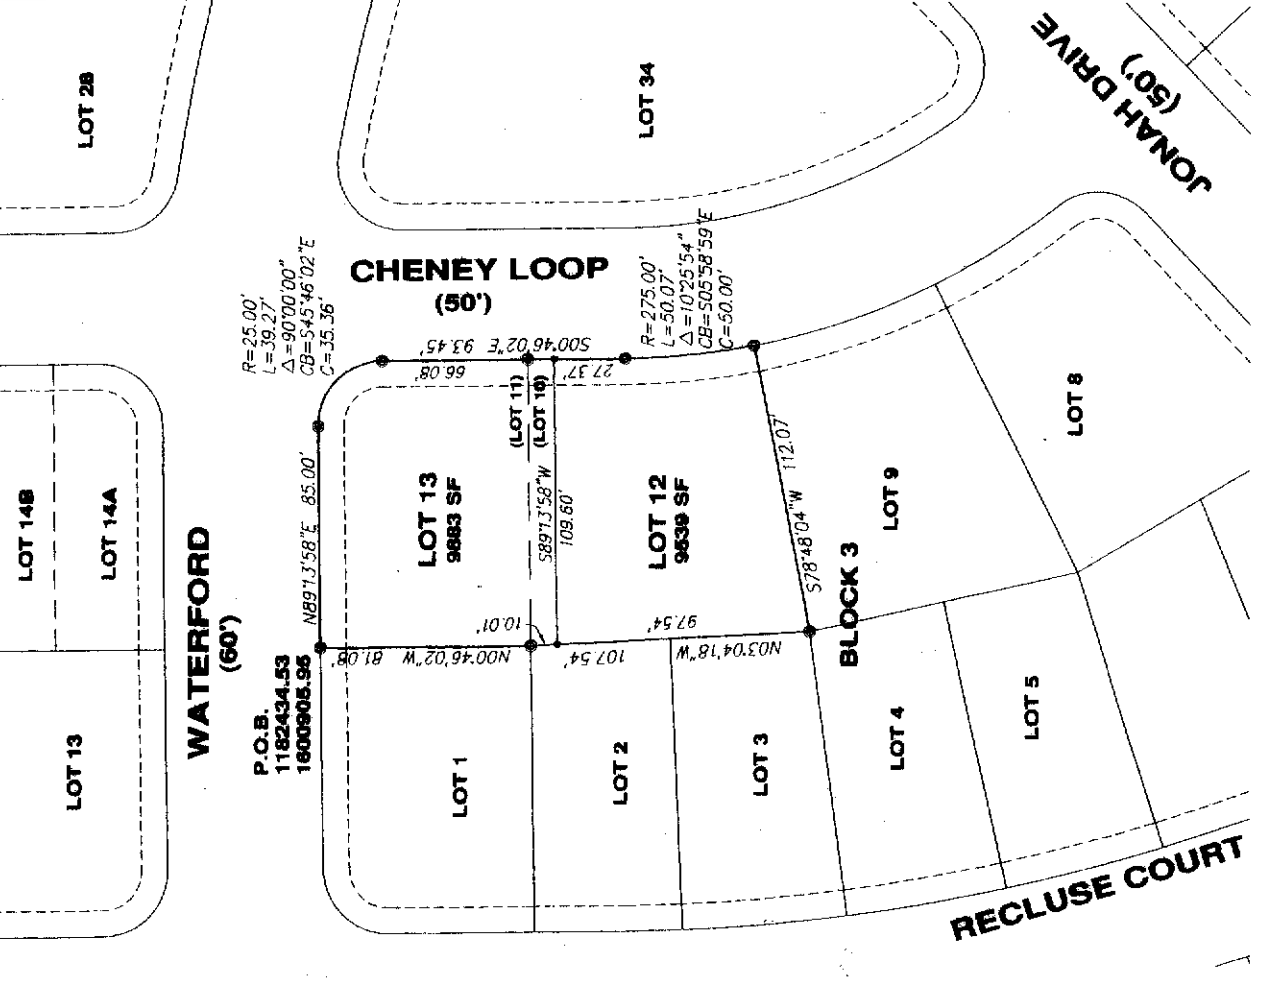 LOT 28
LOT 34
JONAH DRIVE
(50')
R=25.00'
L=39.27'
△=90°00'00"
CB=S45°46'02"E
C=35.36'
CHENEY LOOP
(50')
R=275.00'
L=50.07'
△=10°25'54"
CB=S05°58'59"E
C=50.00'
S00°46'02"E 93.45'
66.08'
27.37'
(LOT 11)
(LOT 10)
N89°13'58"E 85.00'
LOT 13
9883 SF
S89°13'58"W
109.60'
LOT 12
9539 SF
S78°48'04"W 112.07'
LOT 9
LOT 8
LOT 14B
LOT 14A
WATERFORD
(60')
10.01'
97.54'
BLOCK 3
P.O.B.
1182434.53
1600905.95
N00°46'02"W 81.08'
107.54'
N03°04'18"W
LOT 13
LOT 1
LOT 2
LOT 3
LOT 4
LOT 5
RECLUSE COURT